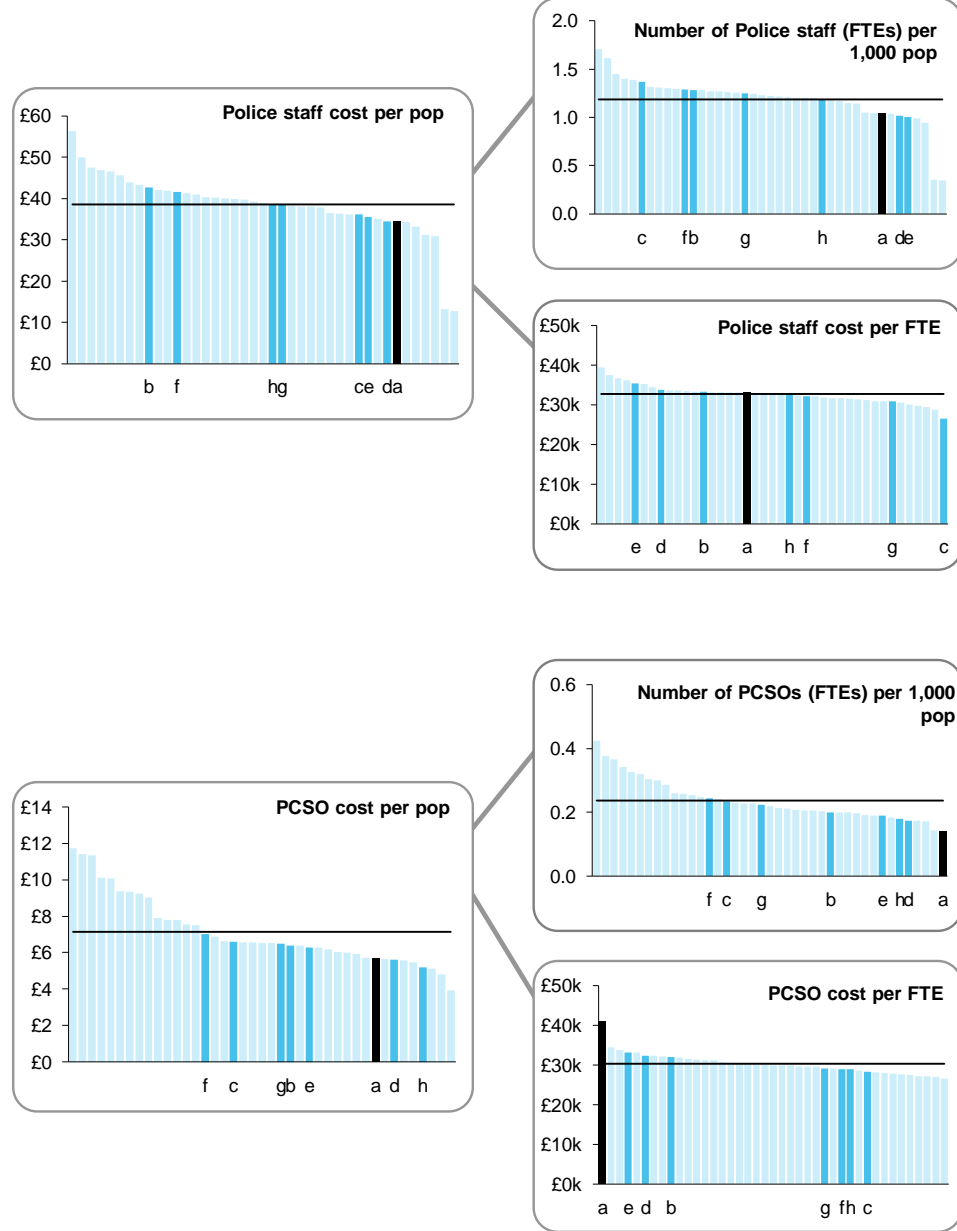 Number of Police staff (FTEs) per
1,000 pop
2.0
1.5
1.0
0.5
0.0
c fb g h a de
Police staff cost per pop
£60
£50
£40
£30
£20
£10
£0
b f hg ce da
Police staff cost per FTE
£50k
£40k
£30k
£20k
£10k
£0k
e d b a h f g c
Number of PCSOs (FTEs) per 1,000
pop
0.6
0.4
0.2
0.0
f c g b e hd a
PCSO cost per pop
£14
£12
£10
£8
£6
£4
£2
£0
f c gb e a d h
PCSO cost per FTE
£50k
£40k
£30k
£20k
£10k
£0k
a e d b g fh c